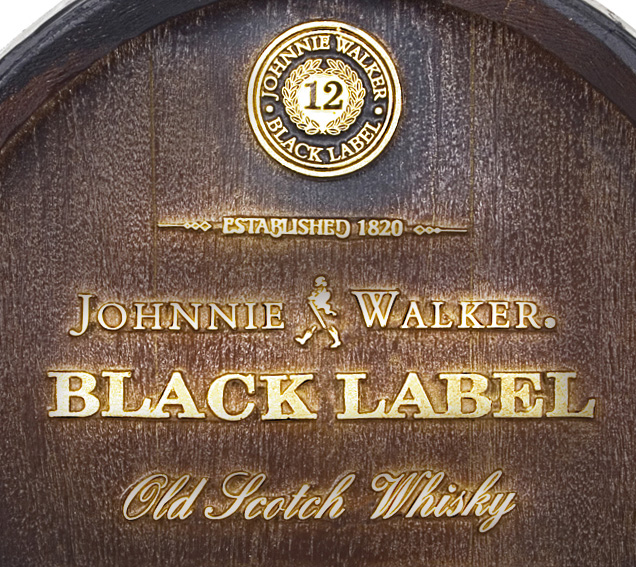 JOHNNIE WALKER
12
• BLACK LABEL •
ESTABLISHED 1820
JOHNNIE WALKER.
BLACK LABEL
Old Scotch Whisky